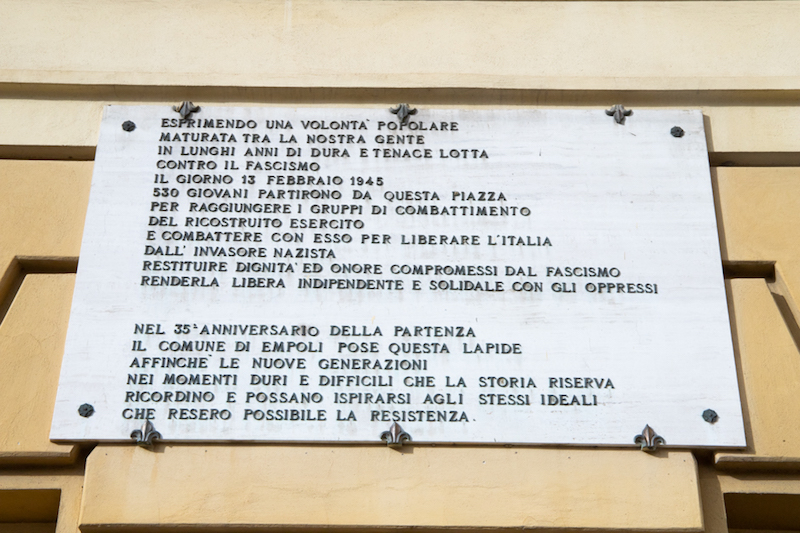 ESPRIMENDO UNA VOLONTA' POPOLARE
MATURATA TRA LA NOSTRA GENTE
IN LUNGHI ANNI DI DURA E TENACE LOTTA
CONTRO IL FASCISMO
IL GIORNO 13 FEBBRAIO 1945
530 GIOVANI PARTIRONO DA QUESTA PIAZZA
PER RAGGIUNGERE I GRUPPI DI COMBATTIMENTO
DEL RICOSTRUITO ESERCITO
E COMBATTERE CON ESSO PER LIBERARE L'ITALIA
DALL' INVASORE NAZISTA
RESTITUIRE DIGNITA' ED ONORE COMPROMESSI DAL FASCISMO
RENDERLA LIBERA INDIPENDENTE E SOLIDALE CON GLI OPPRESSI
NEL 35° ANNIVERSARIO DELLA PARTENZA
IL COMUNE DI EMPOLI POSE QUESTA LAPIDE
AFFINCHE' LE NUOVE GENERAZIONI
NEI MOMENTI DURI E DIFFICILI CHE LA STORIA RISERVA
RICORDINO E POSSANO ISPIRARSI AGLI STESSI IDEALI
CHE RESERO POSSIBILE LA RESISTENZA.